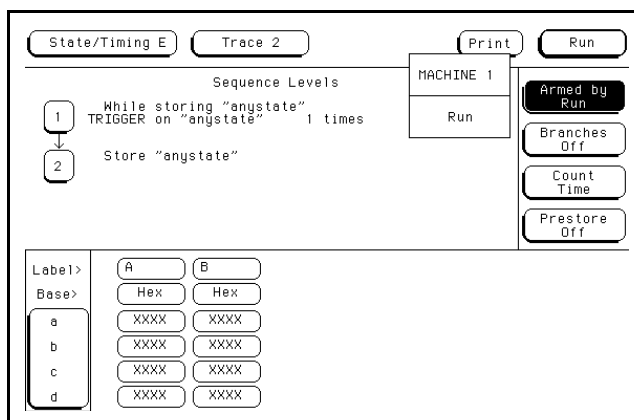 State/Timing E Trace 2 Print Run
Sequence Levels
MACHINE 1
Run
1 While storing "anystate"
TRIGGER on "anystate" 1 times
2 Store "anystate"
Armed by
Run
Branches
Off
Count
Time
Prestore
Off
Label> A B
Base> Hex Hex
a XXXX XXXX
b XXXX XXXX
c XXXX XXXX
d XXXX XXXX